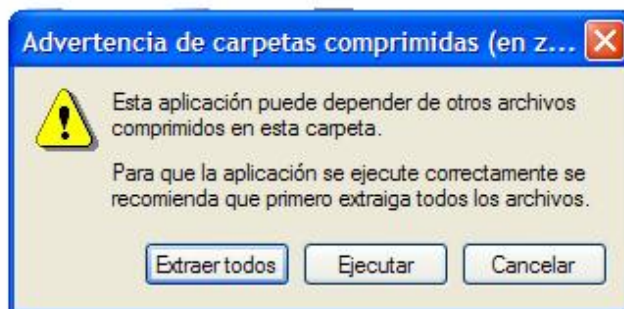 Advertencia de carpetas comprimidas (en z...
Esta aplicación puede depender de otros archivos
comprimidos en esta carpeta.
Para que la aplicación se ejecute correctamente se
recomienda que primero extraiga todos los archivos.
Extraer todos Ejecutar Cancelar